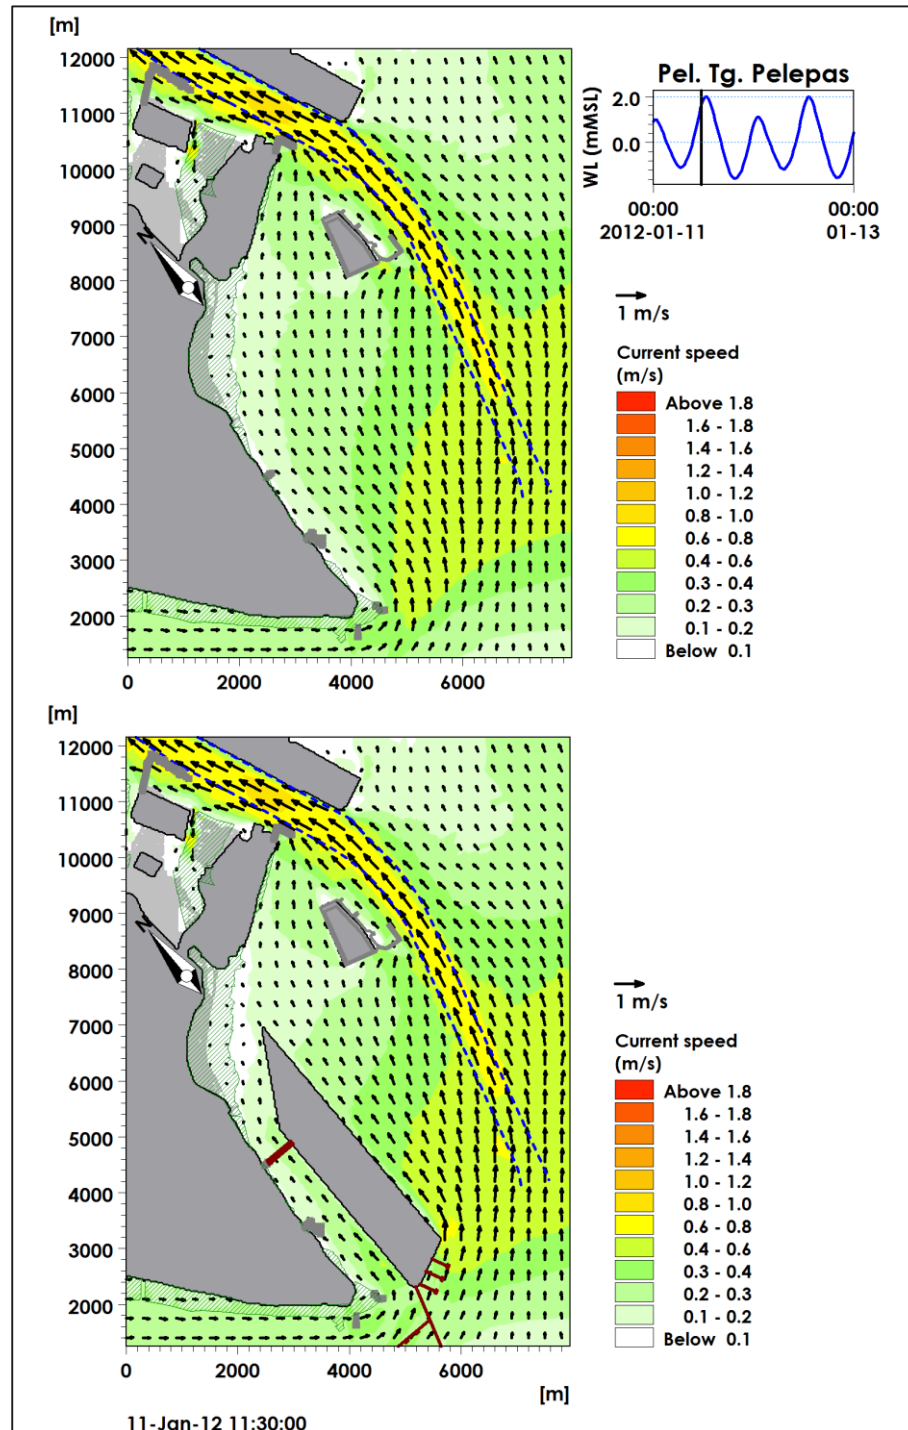 [m]
12000
11000
10000
9000
8000
7000
6000
5000
4000
3000
2000
0
2000
4000
6000
N
Pel. Tg. Pelepas
WL (mMSL)
2.0
0.0
00:00
00:00
2012-01-11
01-13
1 m/s
Current speed
(m/s)
Above 1.8
1.6 - 1.8
1.4 - 1.6
1.2 - 1.4
1.0 - 1.2
0.8 - 1.0
0.6 - 0.8
0.4 - 0.6
0.3 - 0.4
0.2 - 0.3
0.1 - 0.2
Below 0.1
[m]
12000
11000
10000
9000
8000
7000
6000
5000
4000
3000
2000
0
2000
4000
6000
[m]
N
1 m/s
Current speed
(m/s)
Above 1.8
1.6 - 1.8
1.4 - 1.6
1.2 - 1.4
1.0 - 1.2
0.8 - 1.0
0.6 - 0.8
0.4 - 0.6
0.3 - 0.4
0.2 - 0.3
0.1 - 0.2
Below 0.1
11-Jan-12 11:30:00